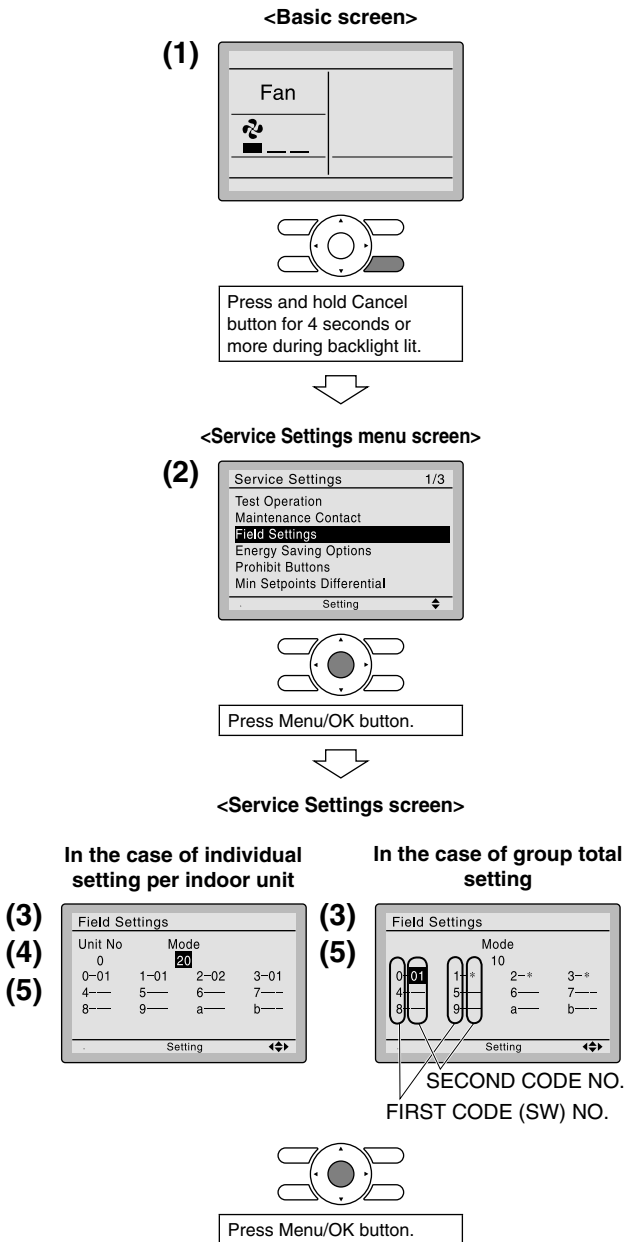 <Basic screen>
(1)
Fan
Press and hold Cancel
button for 4 seconds or
more during backlight lit.
<Service Settings menu screen>
(2)
Service Settings 1/3
Test Operation
Maintenance Contact
Field Settings
Energy Saving Options
Prohibit Buttons
Min Setpoints Differential
Setting
Press Menu/OK button.
<Service Settings screen>
In the case of individual
setting per indoor unit
(3)
Field Settings
(4)
Unit No Mode
0 20
(5)
0-01 1-01 2-02 3-01
4-— 5-— 6-— 7-—
8-— 9-— a-— b-—
Setting
In the case of group total
setting
(3)
Field Settings
(5)
Mode
10
0-01 1-* 2-* 3-*
4-— 5-— 6-— 7-—
8-— 9-— a-— b-—
Setting
SECOND CODE NO.
FIRST CODE (SW) NO.
Press Menu/OK button.